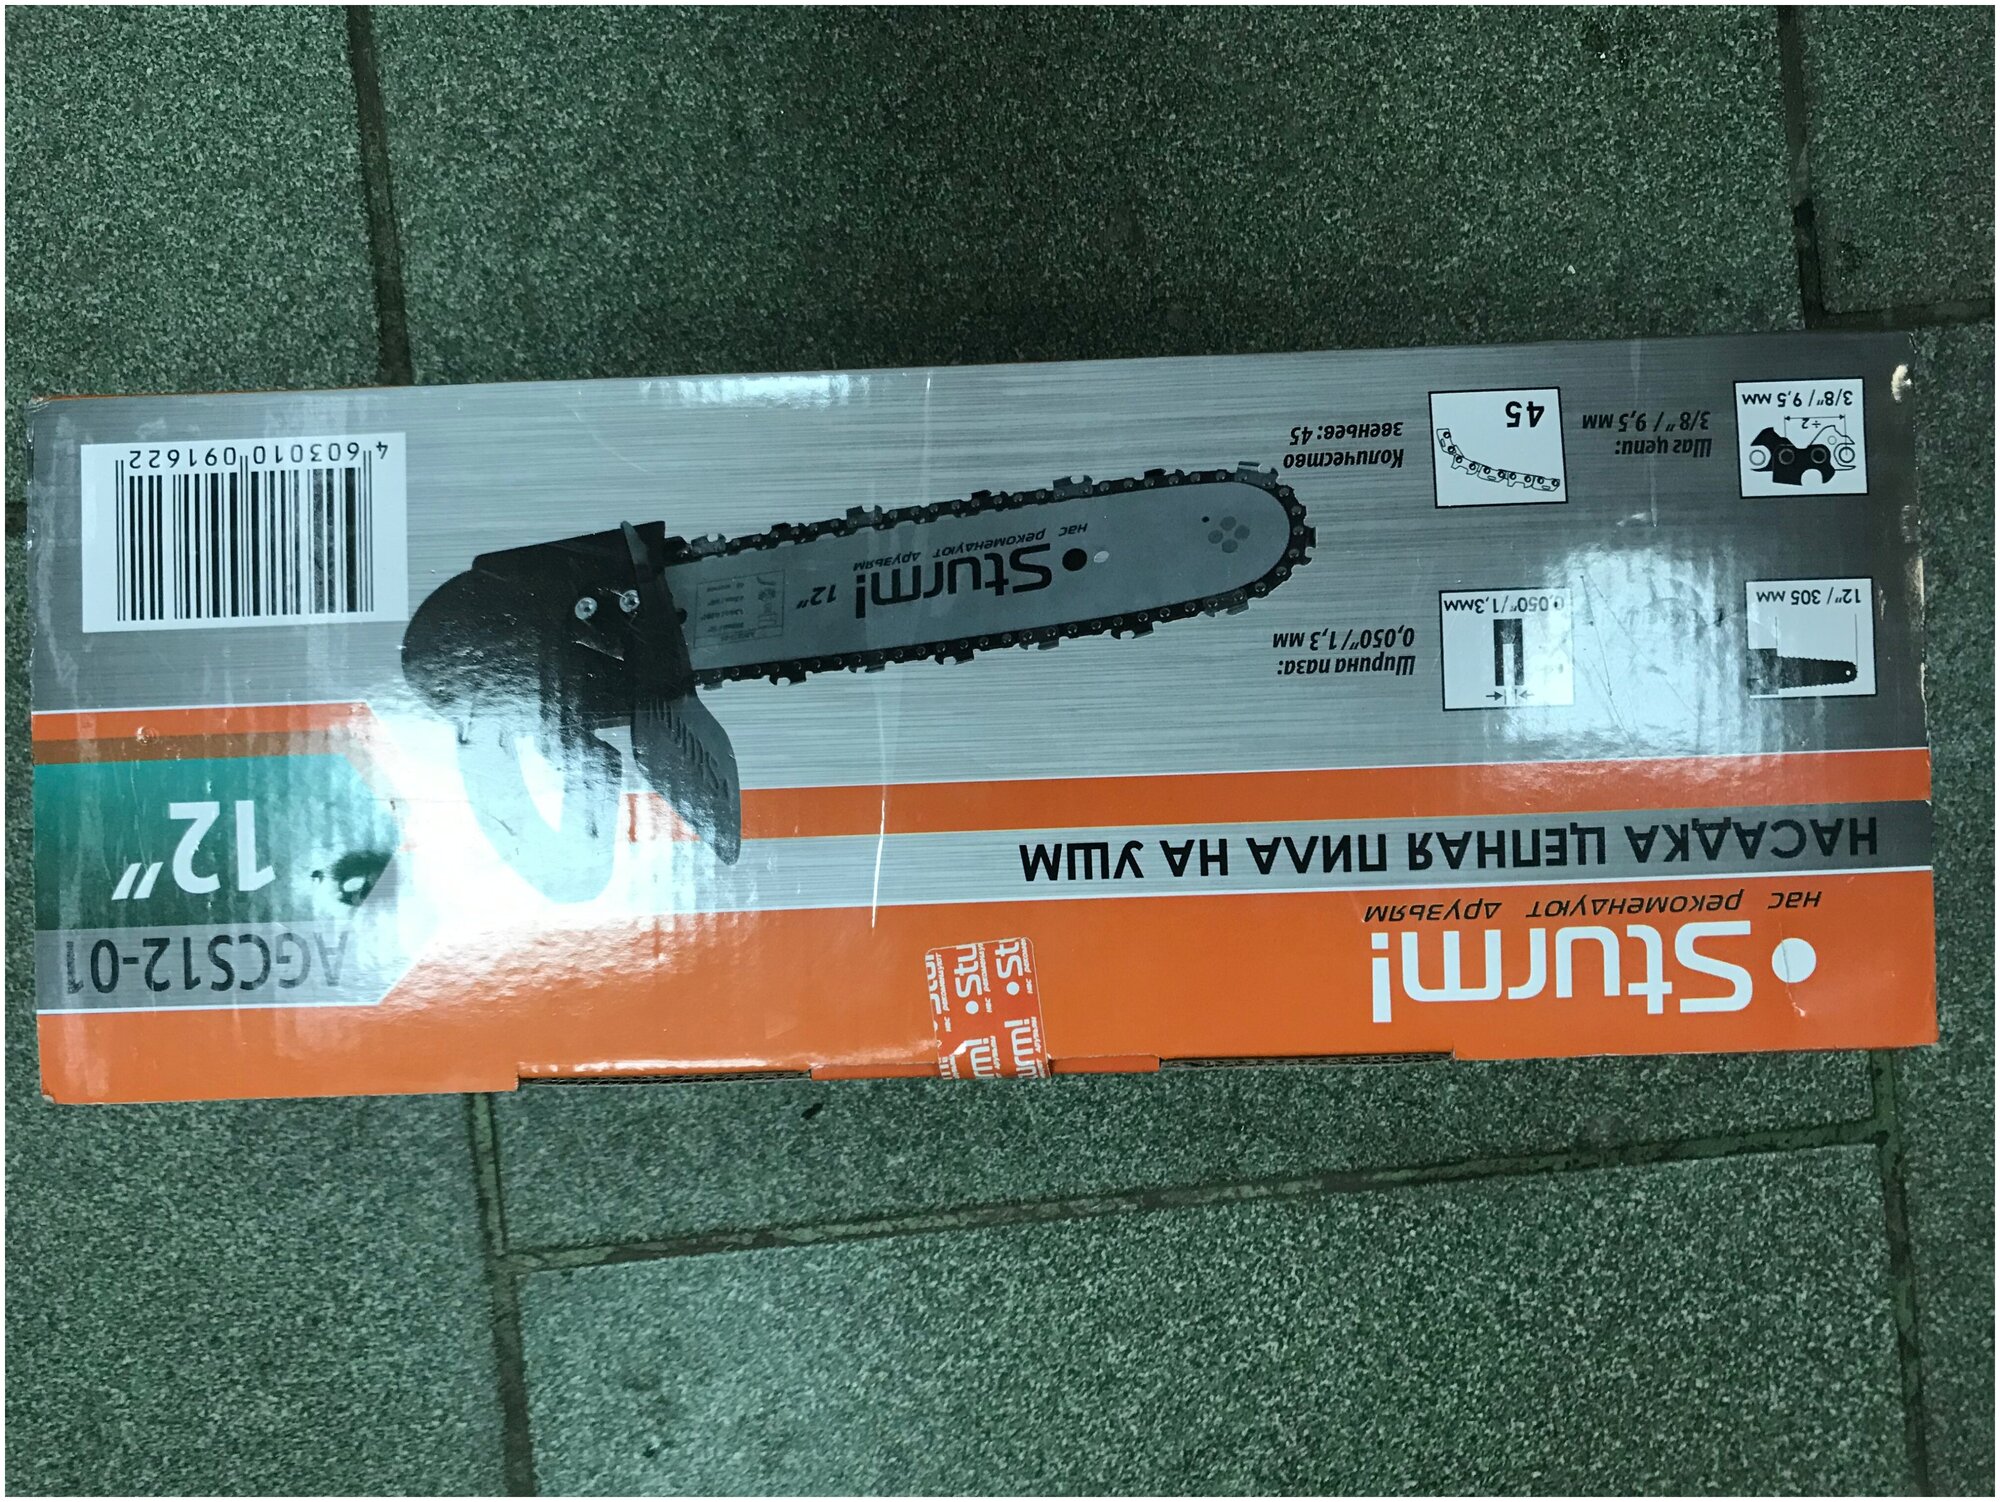 •Sturm!
нас рекомендуют друзьям
AGCS12-01
12”
НАСАДКА ЦЕПНАЯ ПИЛА НА УШМ
12"/ 305 мм
0,050"/1,3мм
Ширина паза:
0,050"/1,3 мм
÷2
3/8"/ 9,5 мм
Шаг цепи:
3/8" / 9,5 мм
45
Количество
звеньев: 45
•Sturm! 12"
нас рекомендуют друзьям
4 603010 091622